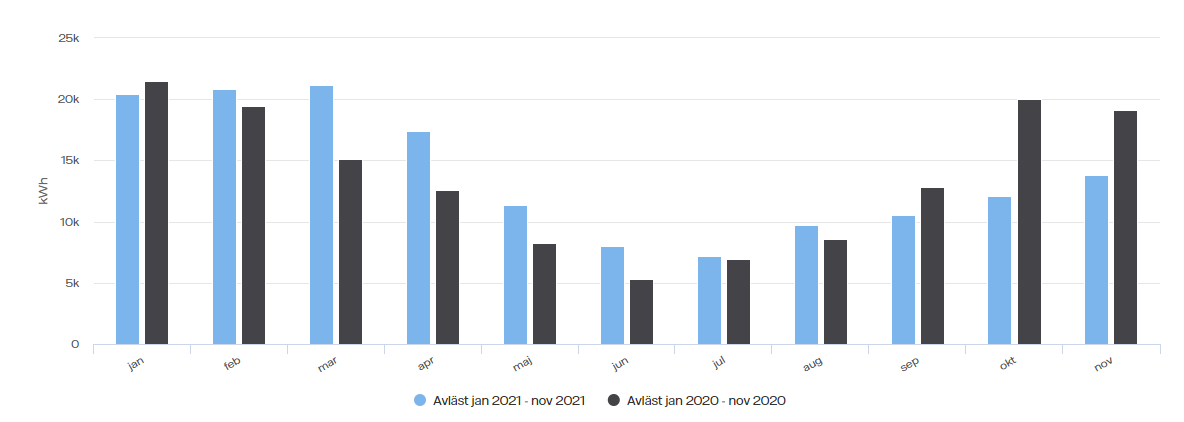 25k
20k
15k
10k
5k
0
kWh
jan feb mar apr maj jun jul aug sep okt nov
Avläst jan 2021 - nov 2021 Avläst jan 2020 - nov 2020